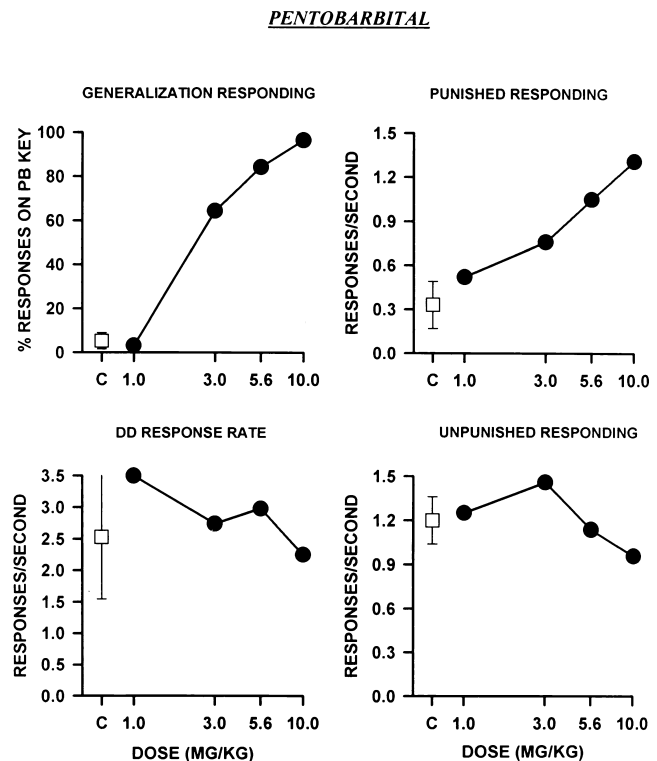 PENTOBARBITAL
GENERALIZATION RESPONDING
% RESPONSES ON PB KEY
100
80
60
40
20
0
C 1.0 3.0 5.6 10.0
PUNISHED RESPONDING
RESPONSES/SECOND
1.5
1.2
0.9
0.6
0.3
0.0
C 1.0 3.0 5.6 10.0
DD RESPONSE RATE
RESPONSES/SECOND
3.5
3.0
2.5
2.0
1.5
1.0
0.5
0.0
C 1.0 3.0 5.6 10.0
DOSE (MG/KG)
UNPUNISHED RESPONDING
RESPONSES/SECOND
1.5
1.2
0.9
0.6
0.3
0.0
C 1.0 3.0 5.6 10.0
DOSE (MG/KG)